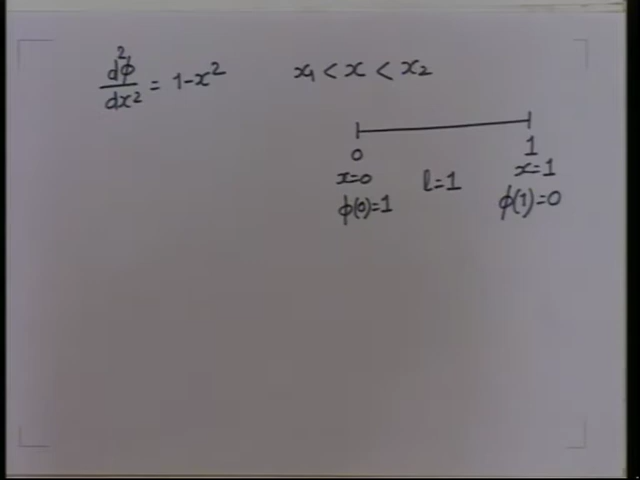 d²ϕ/dx² = 1-x²    x₁ < x < x₂
0    1
x=0    l=1    x=1
ϕ(0)=1    ϕ(1)=0